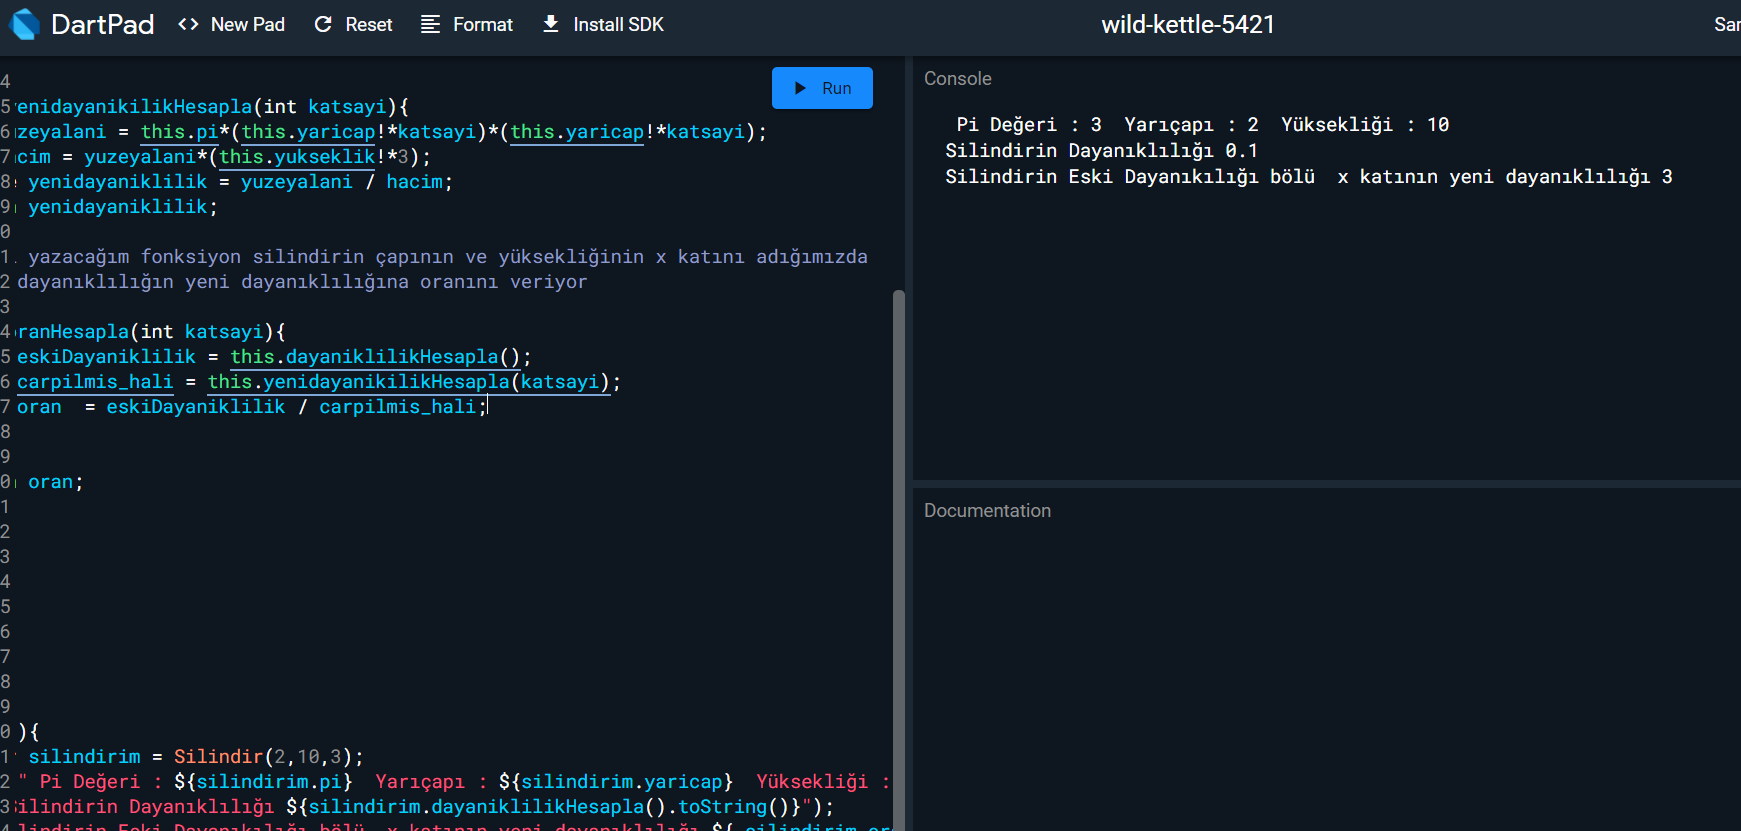 DartPad <> New Pad Reset Format Install SDK wild-kettle-5421
Run
4
5 yenidayanikilikHesapla(int katsayi){
6 uzeyalani = this.pi*(this.yaricap!*katsayi)*(this.yaricap!*katsayi);
7 cim = yuzeyalani*(this.yukseklik!*3);
8 yenidayaniklilik = yuzeyalani / hacim;
9 yenidayaniklilik;
0
1 yazacağım fonksiyon silindirin çapının ve yüksekliğinin x katını adığımızda
2 dayanıklılığın yeni dayanıklılığına oranını veriyor
3
4 ranHesapla(int katsayi){
5 eskiDayaniklilik = this.dayaniklilikHesapla();
6 carpilmis_hali = this.yenidayanikilikHesapla(katsayi);
7 oran  = eskiDayaniklilik / carpilmis_hali;
8
9
0 oran;
1
2
3
4
5
6
7
8
9
0 ){
1 silindirim = Silindir(2,10,3);
2 " Pi Değeri : ${silindirim.pi}  Yarıçapı : ${silindirim.yaricap}  Yüksekliği :
3 Silindirin Dayanıklılığı ${silindirim.dayaniklilikHesapla().toString()}");
Console
Pi Değeri : 3  Yarıçapı : 2  Yüksekliği : 10
Silindirin Dayanıklılığı 0.1
Silindirin Eski Dayanıkılığı bölü  x katının yeni dayanıklılığı 3
Documentation